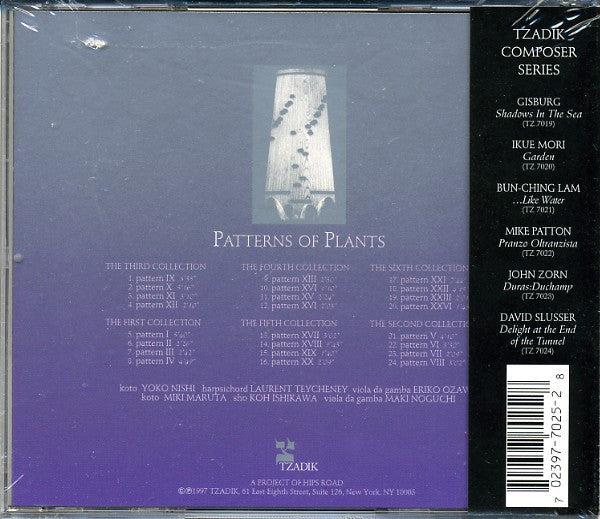 PATTERNS OF PLANTS
THE THIRD COLLECTION
1. pattern IX
2. pattern X
3. pattern XI
4. pattern XII
THE FIRST COLLECTION
5. pattern I
6. pattern II
7. pattern III
8. pattern IV
THE FOURTH COLLECTION
9. pattern XIII
10. pattern XVI
11. pattern XV
12. pattern XVI
THE FIFTH COLLECTION
13. pattern XVII
14. pattern XVIII
15. pattern XIX
16. pattern XX
THE SIXTH COLLECTION
17. pattern XXI
18. pattern XXII
19. pattern XXIII
20. pattern XXVI
THE SECOND COLLECTION
21. pattern V
22. pattern VI
23. pattern VII
24. pattern VIII
koto YOKO NISHI harpsichord LAURENT TEYCHENEY viola da gamba ERIKO OZAW
koto MIKI MARUTA sho KOH ISHIKAWA viola da gamba MAKI NOGUCHI
TZADIK
A PROJECT OF HIPS ROAD
©℗1997 TZADIK, 61 East Eighth Street, Suite 126, New York, NY 10003
TZADIK
COMPOSER
SERIES
GISBURG
Shadows In The Sea
(TZ 7019)
IKUE MORI
Garden
(TZ 7020)
BUN-CHING LAM
...Like Water
(TZ 7021)
MIKE PATTON
Pranzo Oltranzista
(TZ 7022)
JOHN ZORN
Duras:Duchamp
(TZ 7023)
DAVID SLUSSER
Delight at the End
of the Tunnel
(TZ 7024)
7 02397-7025-2 8